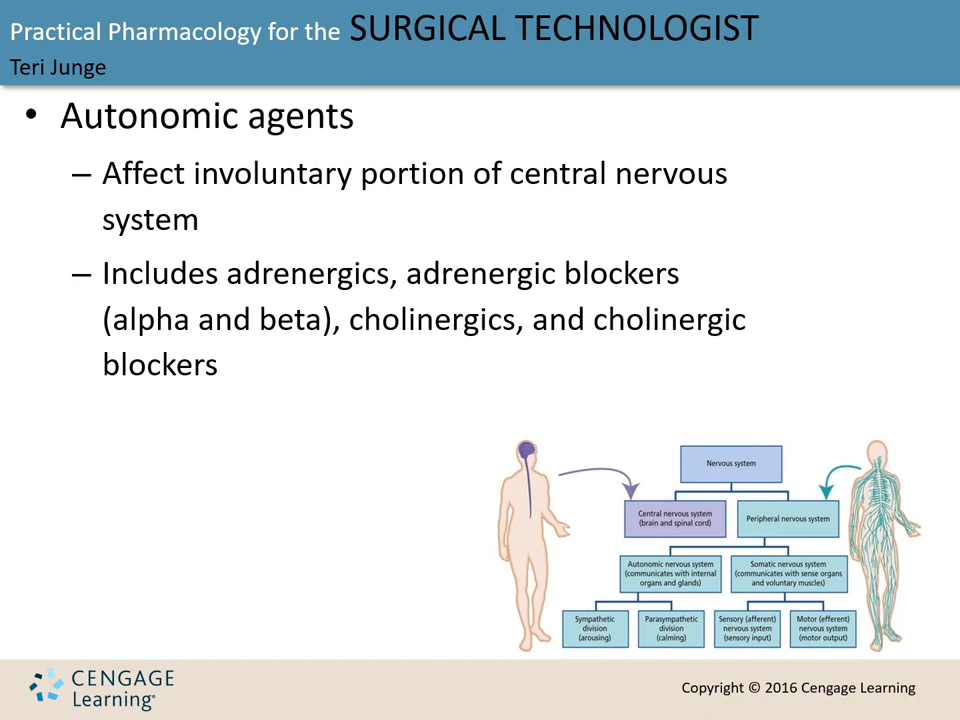 Practical Pharmacology for the SURGICAL TECHNOLOGIST
Teri Junge
• Autonomic agents
– Affect involuntary portion of central nervous
system
– Includes adrenergics, adrenergic blockers
(alpha and beta), cholinergics, and cholinergic
blockers
Nervous system
Central nervous system
(brain and spinal cord)
Peripheral nervous system
Autonomic nervous system
(communicates with internal
organs and glands)
Somatic nervous system
(communicates with sense organs
and voluntary muscles)
Sympathetic
division
(arousing)
Parasympathetic
division
(calming)
Sensory (afferent)
nervous system
(sensory input)
Motor (efferent)
nervous system
(motor output)
CENGAGE
Learning®
Copyright © 2016 Cengage Learning